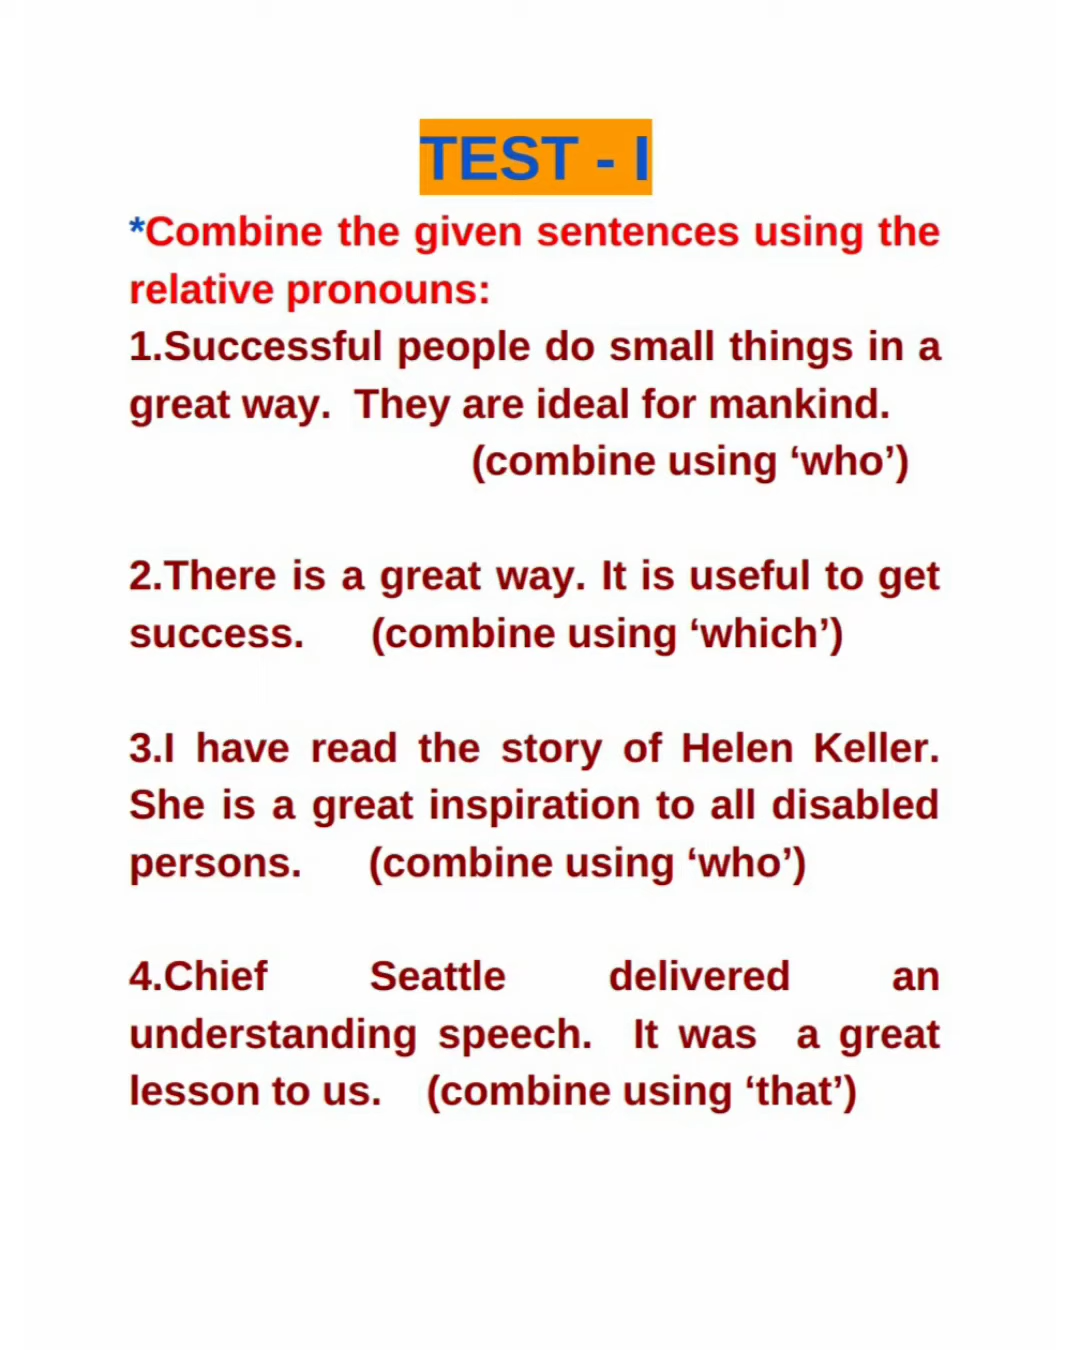 TEST - I
*Combine the given sentences using the
relative pronouns:
1.Successful people do small things in a
great way.  They are ideal for mankind.
(combine using ‘who’)
2.There is a great way. It is useful to get
success.      (combine using ‘which’)
3.I have read the story of Helen Keller.
She is a great inspiration to all disabled
persons.      (combine using ‘who’)
4.Chief Seattle delivered an
understanding speech.  It was  a great
lesson to us.    (combine using ‘that’)